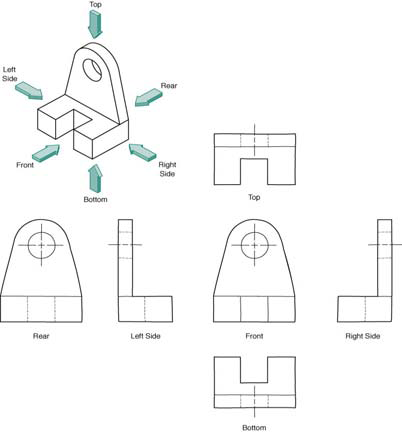 Top
Left
Side
Rear
Front
Right
Side
Bottom
Top
Rear
Left Side
Front
Right Side
Bottom